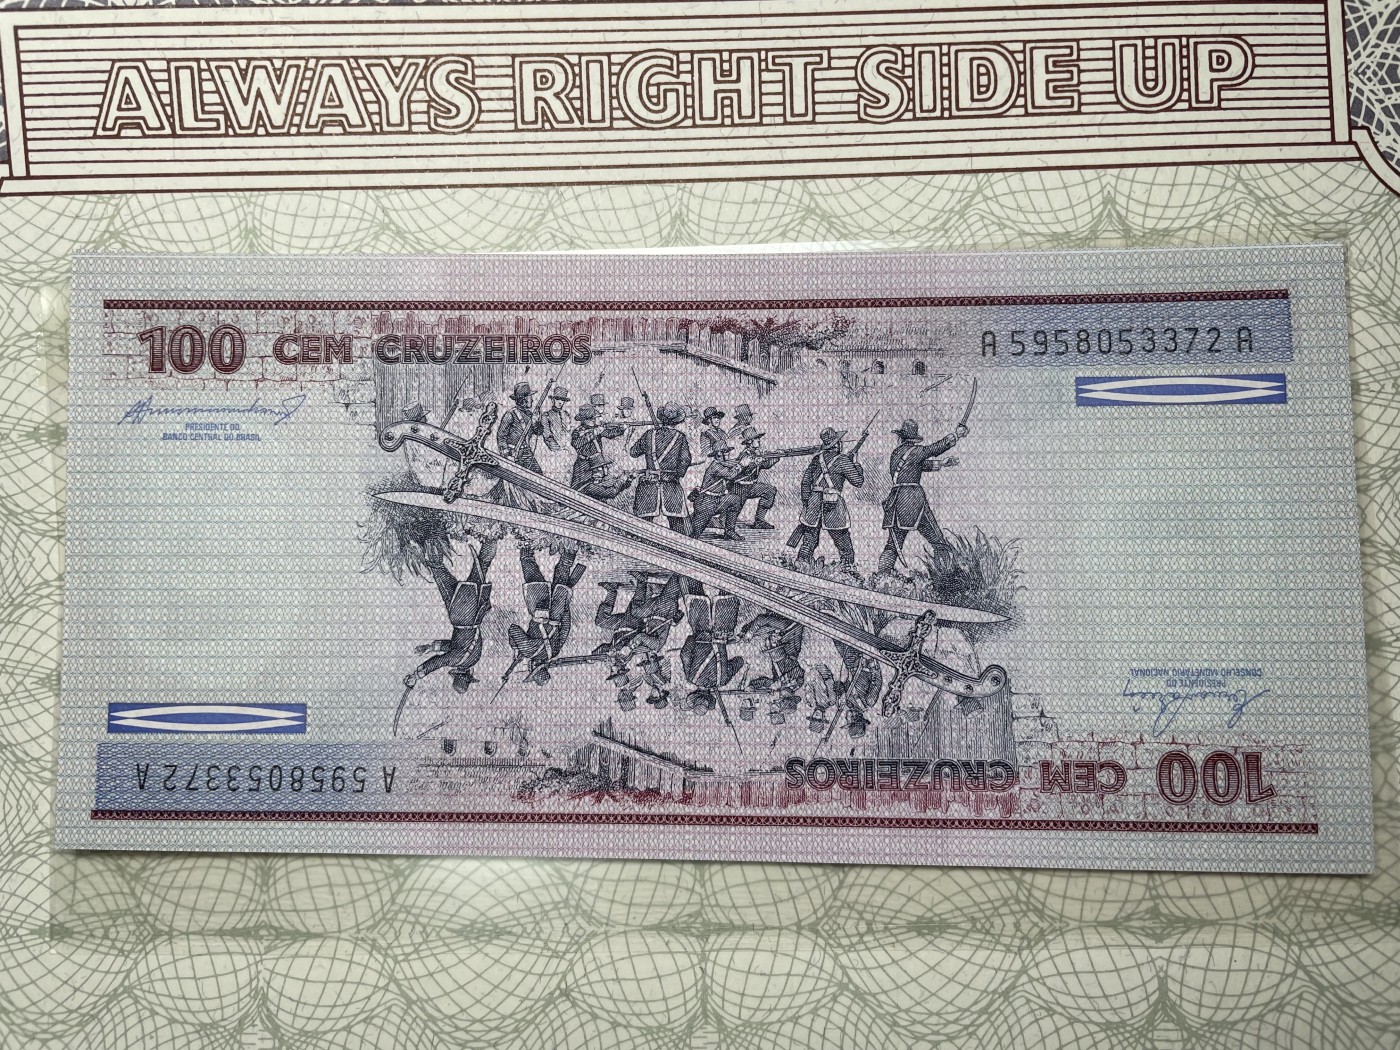 ALWAYS RIGHT SIDE UP
100 CEM CRUZEIROS
A 5958053372 A
PRESIDENTE DO
BANCO CENTRAL DO BRASIL
PRESIDENTE DO
CONSELHO MONETÁRIO NACIONAL
A 5958053372 A
100 CEM CRUZEIROS